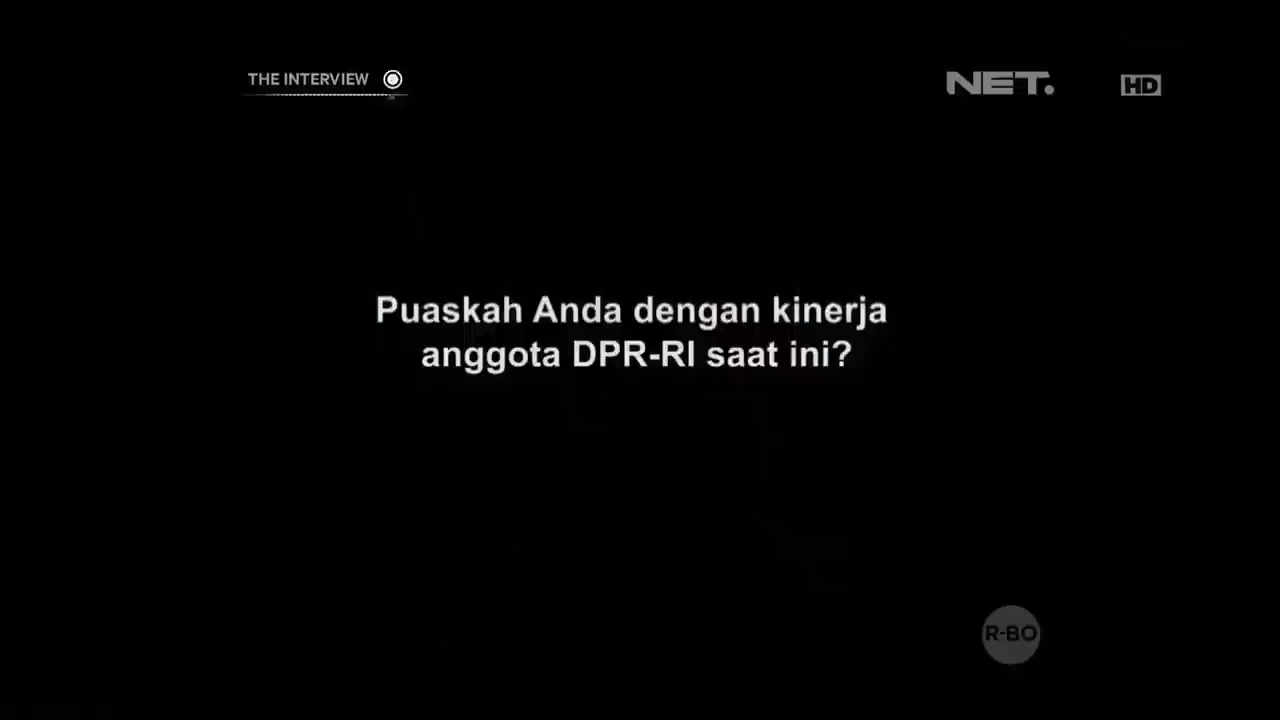 THE INTERVIEW
NET.
HD
Puaskah Anda dengan kinerja
anggota DPR-RI saat ini?
R-BO